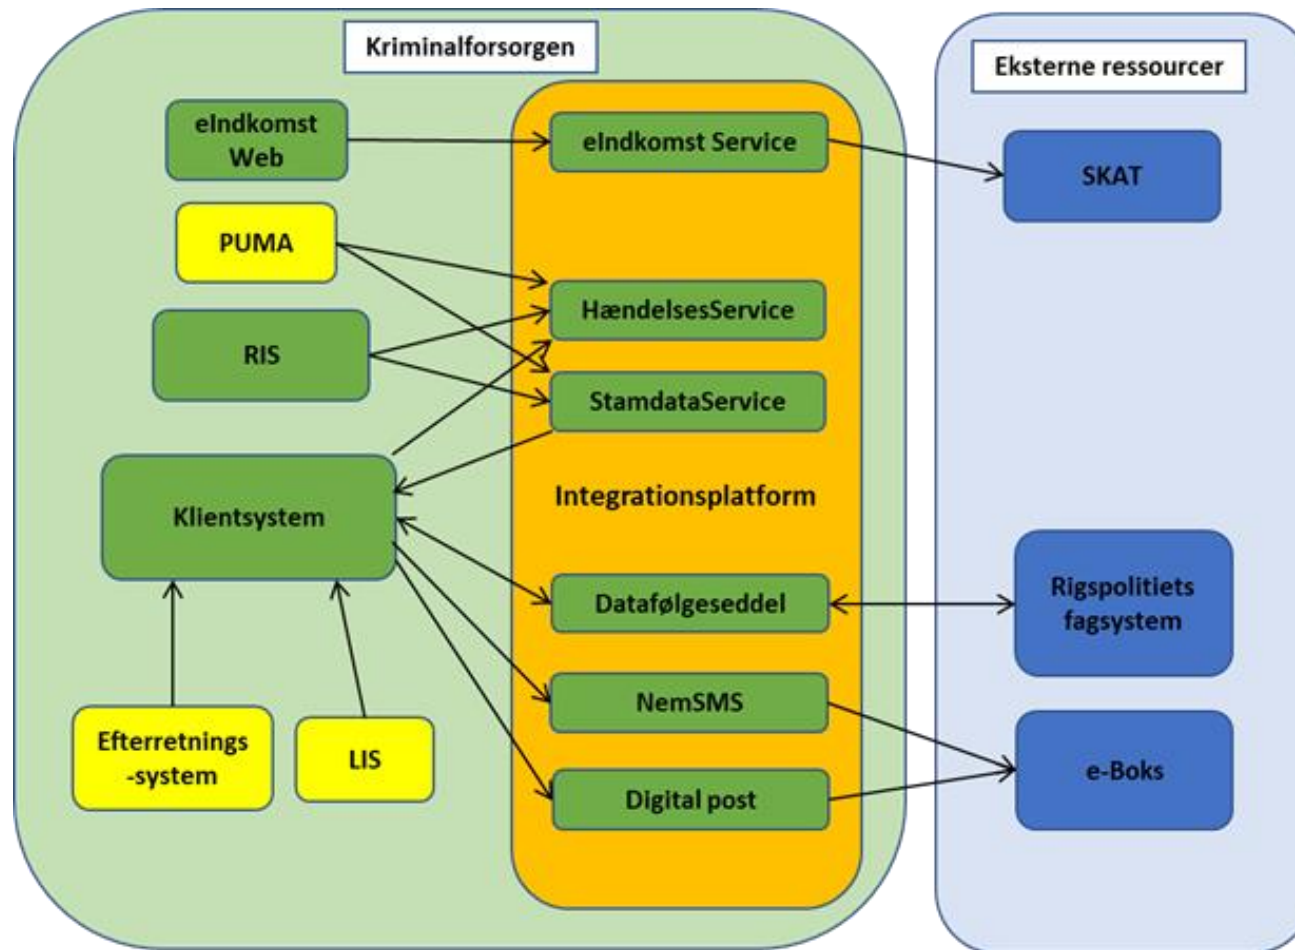 Kriminalforsorgen
Eksterne ressourcer
eIndkomst
Web
eIndkomst Service
SKAT
PUMA
HændelsesService
RIS
StamdataService
Klientsystem
Integrationsplatform
Datafølgeseddel
Rigspolitiets
fagsystem
NemSMS
Efterretnings
-system
LIS
e-Boks
Digital post